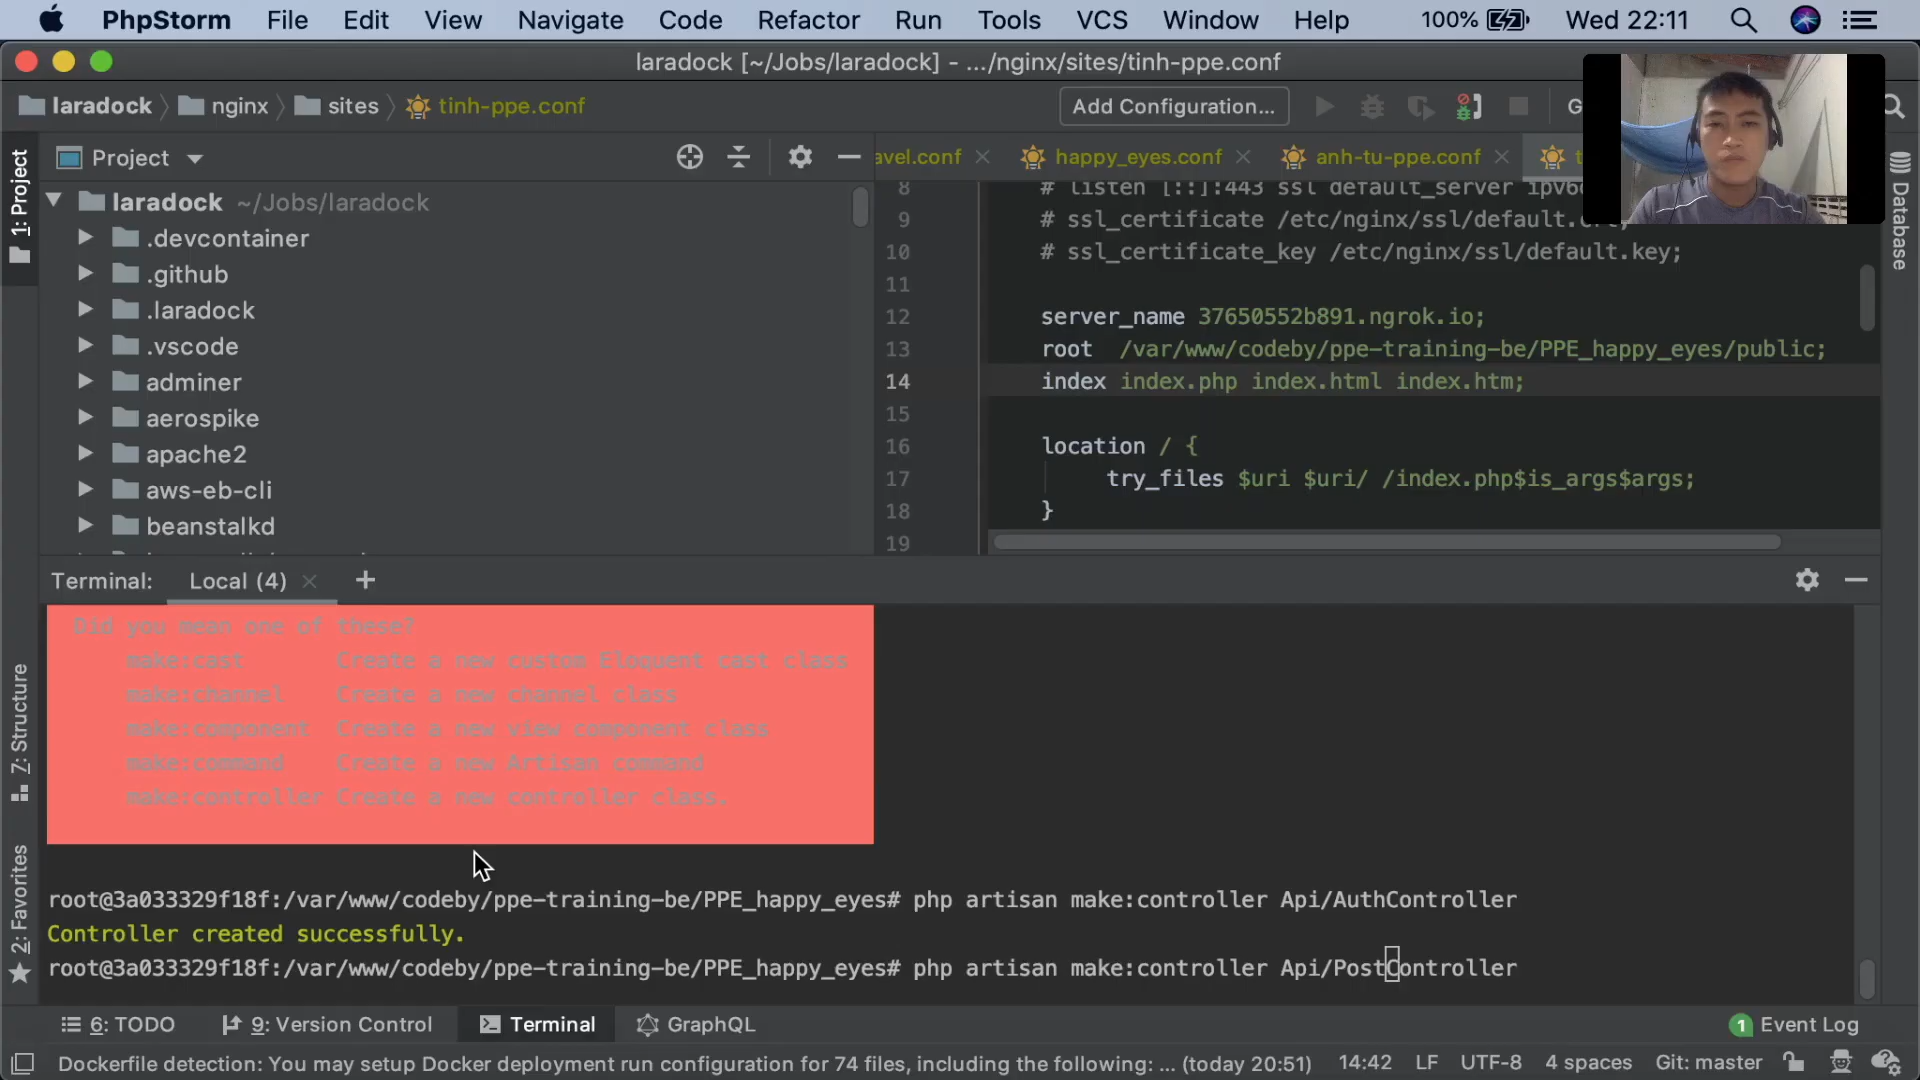 PhpStorm File Edit View Navigate Code Refactor Run Tools VCS Window Help 100% Wed 22:11
laradock [~/Jobs/laradock] - .../nginx/sites/tinh-ppe.conf
laradock nginx sites tinh-ppe.conf Add Configuration...
1: Project
Project
avel.conf happy_eyes.conf anh-tu-ppe.conf
laradock ~/Jobs/laradock
.devcontainer
.github
.laradock
.vscode
adminer
aerospike
apache2
aws-eb-cli
beanstalkd
8 # listen [::]:443 ssl default_server
9 # ssl_certificate /etc/nginx/ssl/default.crt;
10 # ssl_certificate_key /etc/nginx/ssl/default.key;
11
12 server_name 37650552b891.ngrok.io;
13 root /var/www/codeby/ppe-training-be/PPE_happy_eyes/public;
14 index index.php index.html index.htm;
15
16 location / {
17 try_files $uri $uri/ /index.php$is_args$args;
18 }
19
Database
Terminal: Local (4) +
Did you mean one of these?
make:cast Create a new custom Eloquent cast class
make:channel Create a new channel class
make:component Create a new view component class
make:command Create a new Artisan command
make:controller Create a new controller class.
root@3a033329f18f:/var/www/codeby/ppe-training-be/PPE_happy_eyes# php artisan make:controller Api/AuthController
Controller created successfully.
root@3a033329f18f:/var/www/codeby/ppe-training-be/PPE_happy_eyes# php artisan make:controller Api/PostController
7: Structure
2: Favorites
6: TODO 9: Version Control Terminal GraphQL 1 Event Log
Dockerfile detection: You may setup Docker deployment run configuration for 74 files, including the following: ... (today 20:51) 14:42 LF UTF-8 4 spaces Git: master